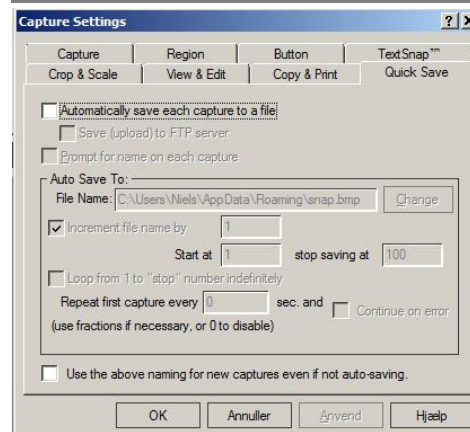 Capture Settings
Capture Region Button TextSnap™
Crop & Scale View & Edit Copy & Print Quick Save
Automatically save each capture to a file
Save (upload) to FTP server
Prompt for name on each capture
Auto Save To:
File Name: C:\Users\Niels\AppData\Roaming\snap.bmp Change
Increment file name by 1
Start at 1 stop saving at 100
Loop from 1 to "stop" number indefinitely
Repeat first capture every 0 sec. and Continue on error
(use fractions if necessary, or 0 to disable)
Use the above naming for new captures even if not auto-saving.
OK Annuller Anvend Hjælp